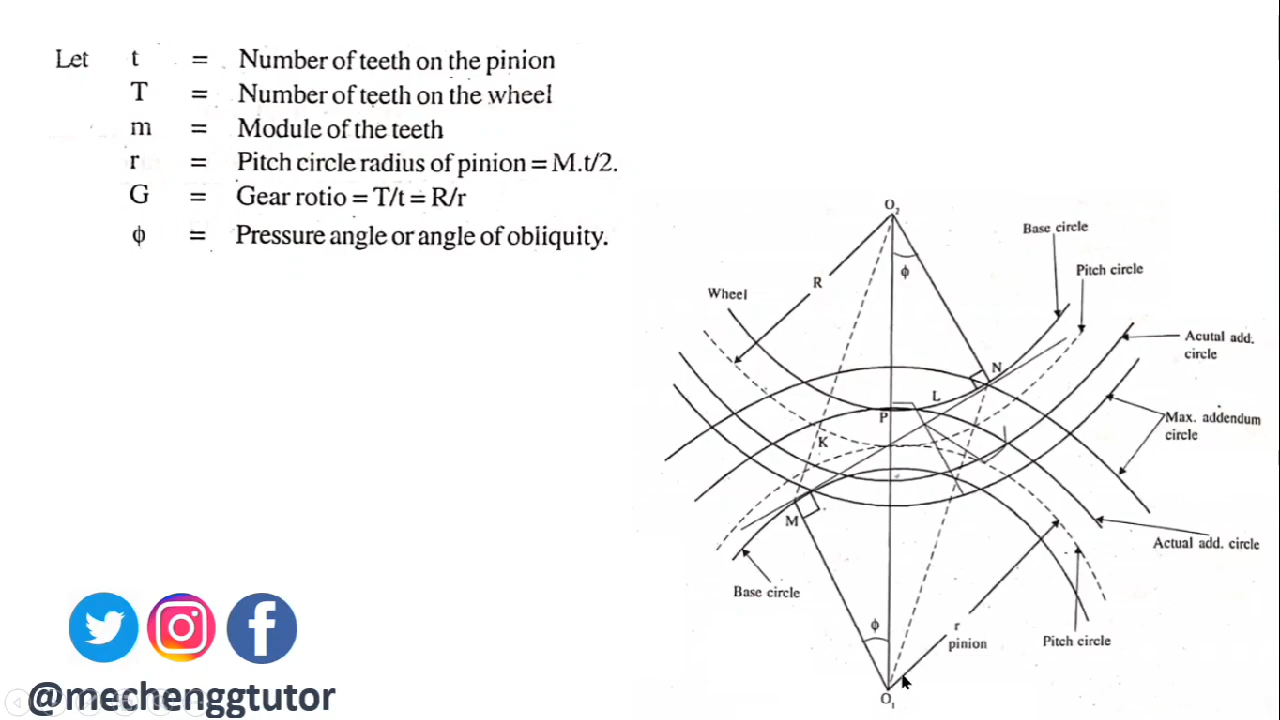 Let t = Number of teeth on the pinion
T = Number of teeth on the wheel
m = Module of the teeth
r = Pitch circle radius of pinion = M.t/2.
G = Gear rotio = T/t = R/r
ϕ = Pressure angle or angle of obliquity.
O₂
Base circle
ϕ
Pitch circle
R
Wheel
Acutal add.
circle
N
L
P
Max. addendum
circle
K
M
Actual add. circle
Base circle
ϕ
r
pinion
Pitch circle
O₁
@mechenggtutor